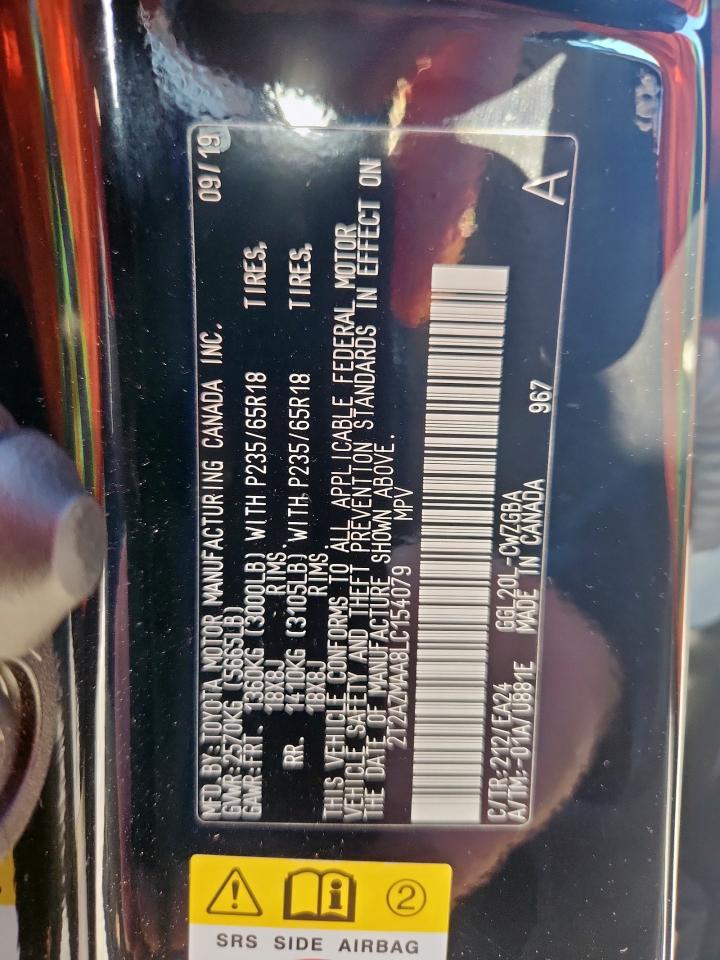 MFD. BY: TOYOTA MOTOR MANUFACTURING CANADA INC. 09/19
GVWR: 2570KG (5665LB)
GAWR: FRT. 1360KG (3000LB) WITH P235/65R18 TIRES,
18X8J RIMS.
RR. 1410KG (3105LB) WITH P235/65R18 TIRES,
18X8J RIMS.
THIS VEHICLE CONFORMS TO ALL APPLICABLE FEDERAL MOTOR
VEHICLE SAFETY AND THEFT PREVENTION STANDARDS IN EFFECT ON
THE DATE OF MANUFACTURE SHOWN ABOVE.
2T2AZMAA8LC154079 MPV
C/TR: 212/EA24 GGL20L-CWZGBA
A/TM: -01A/U881E MADE IN CANADA 967
A
2
SRS SIDE AIRBAG